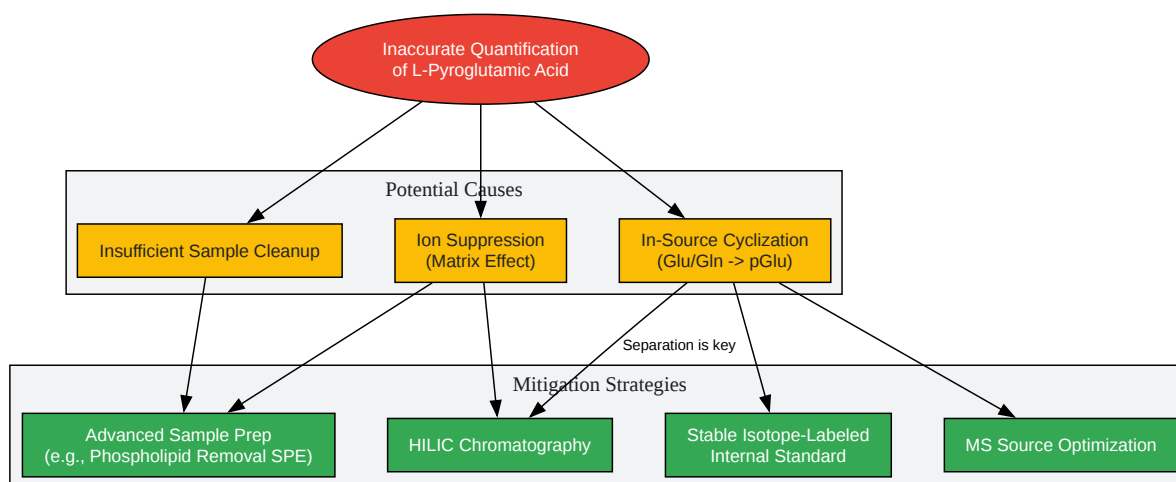 Inaccurate Quantification
of L-Pyroglutamic Acid
Potential Causes
Insufficient Sample Cleanup
Ion Suppression
(Matrix Effect)
In-Source Cyclization
(Glu/Gln -> pGlu)
Separation is key
Mitigation Strategies
Advanced Sample Prep
(e.g., Phospholipid Removal SPE)
HILIC Chromatography
Stable Isotope-Labeled
Internal Standard
MS Source Optimization